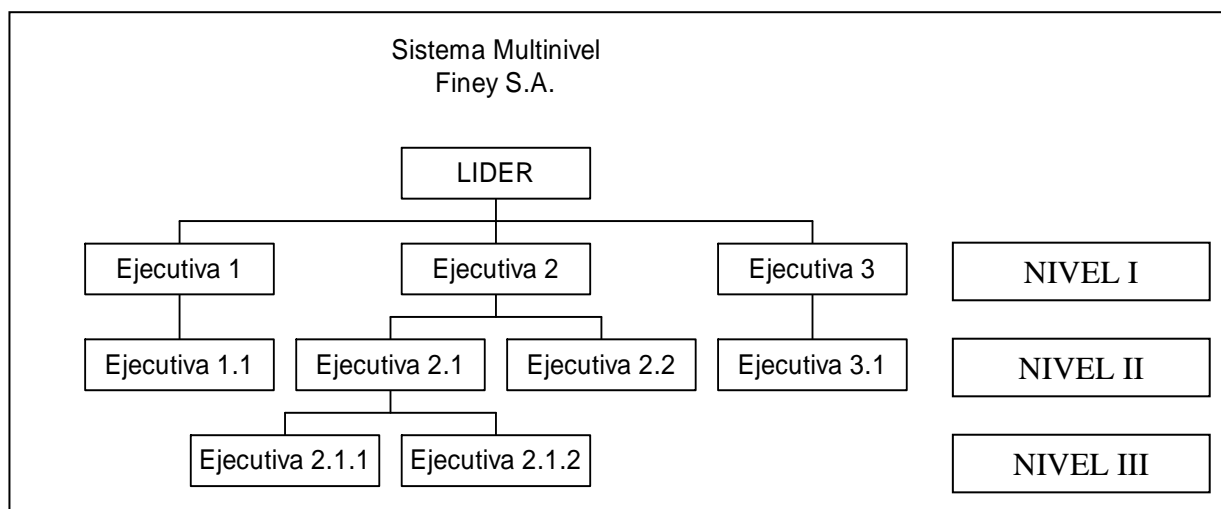 Sistema Multinivel
Finey S.A.
LIDER
Ejecutiva 1
Ejecutiva 2
Ejecutiva 3
NIVEL I
Ejecutiva 1.1
Ejecutiva 2.1
Ejecutiva 2.2
Ejecutiva 3.1
NIVEL II
Ejecutiva 2.1.1
Ejecutiva 2.1.2
NIVEL III